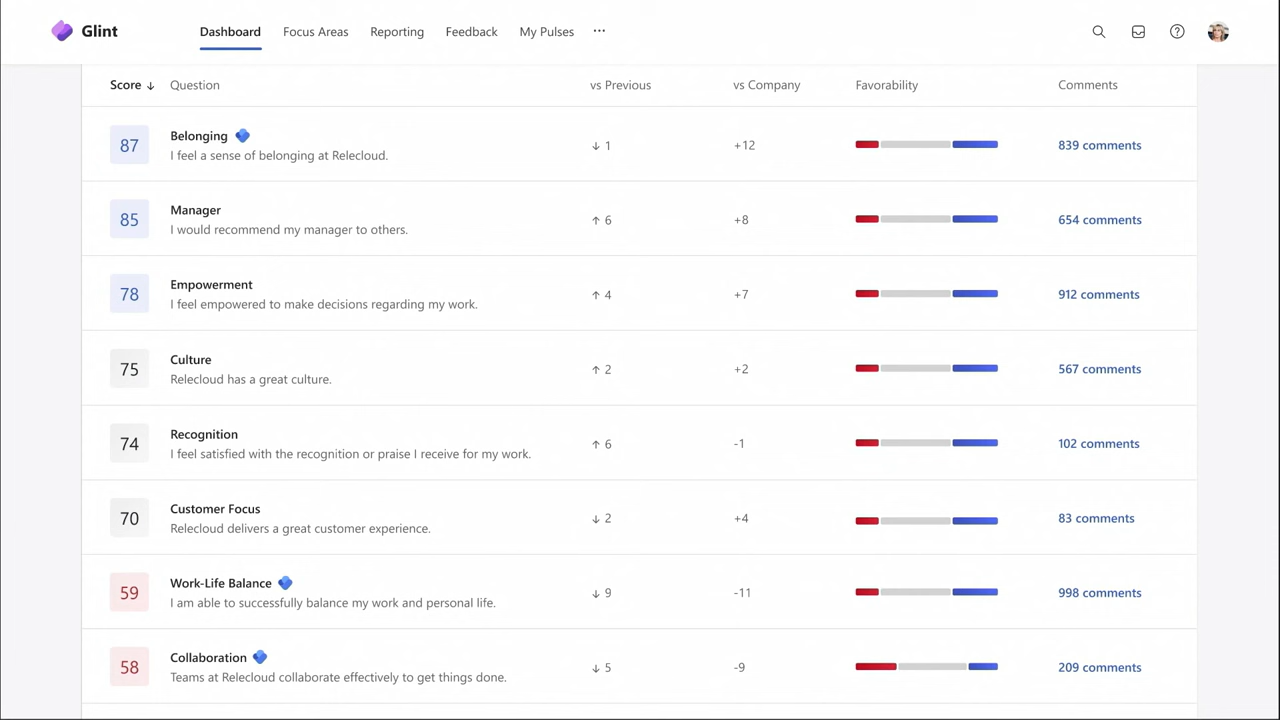 Glint
Dashboard
Focus Areas
Reporting
Feedback
My Pulses
Score ↓
Question
vs Previous
vs Company
Favorability
Comments
87
Belonging
I feel a sense of belonging at Relecloud.
↓ 1
+12
839 comments
85
Manager
I would recommend my manager to others.
↑ 6
+8
654 comments
78
Empowerment
I feel empowered to make decisions regarding my work.
↑ 4
+7
912 comments
75
Culture
Relecloud has a great culture.
↑ 2
+2
567 comments
74
Recognition
I feel satisfied with the recognition or praise I receive for my work.
↑ 6
-1
102 comments
70
Customer Focus
Relecloud delivers a great customer experience.
↓ 2
+4
83 comments
59
Work-Life Balance
I am able to successfully balance my work and personal life.
↓ 9
-11
998 comments
58
Collaboration
Teams at Relecloud collaborate effectively to get things done.
↓ 5
-9
209 comments